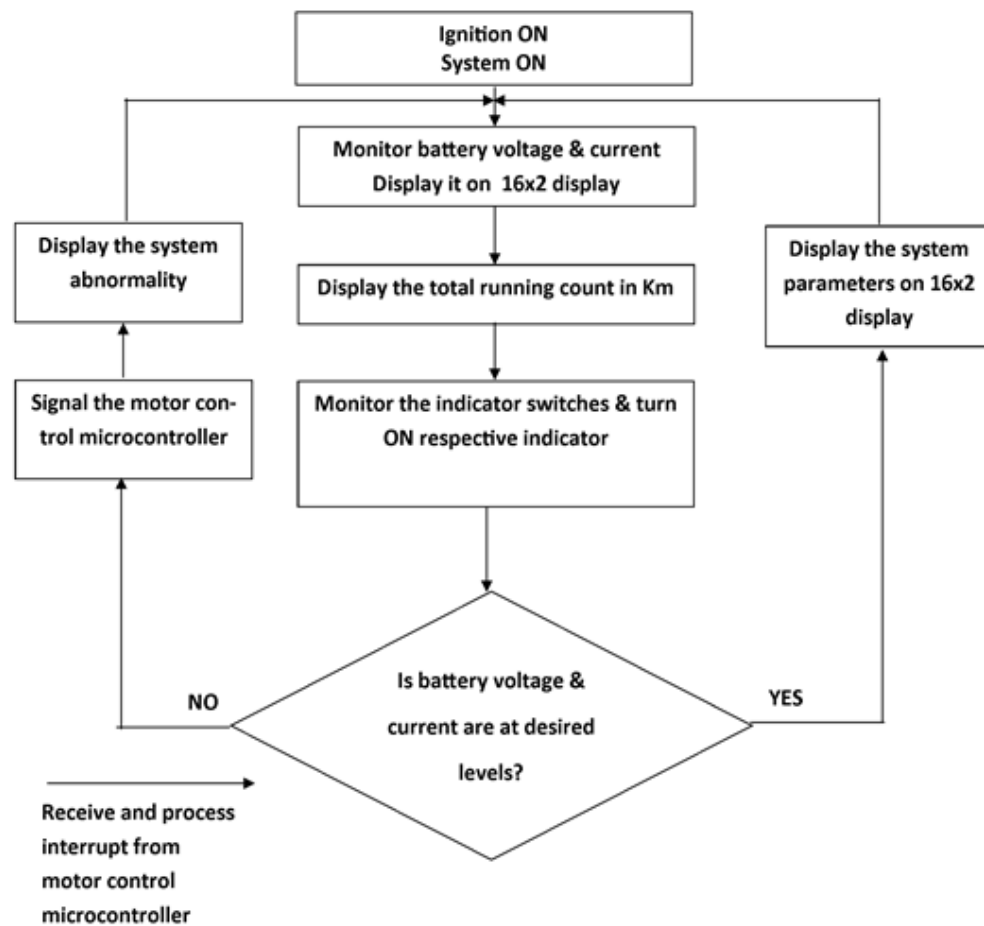 Ignition ON
System ON
Monitor battery voltage & current
Display it on 16x2 display
Display the system
abnormality
Display the system
parameters on 16x2
display
Display the total running count in Km
Signal the motor con-
trol microcontroller
Monitor the indicator switches & turn
ON respective indicator
Is battery voltage &
current are at desired
levels?
NO
YES
Receive and process
interrupt from
motor control
microcontroller